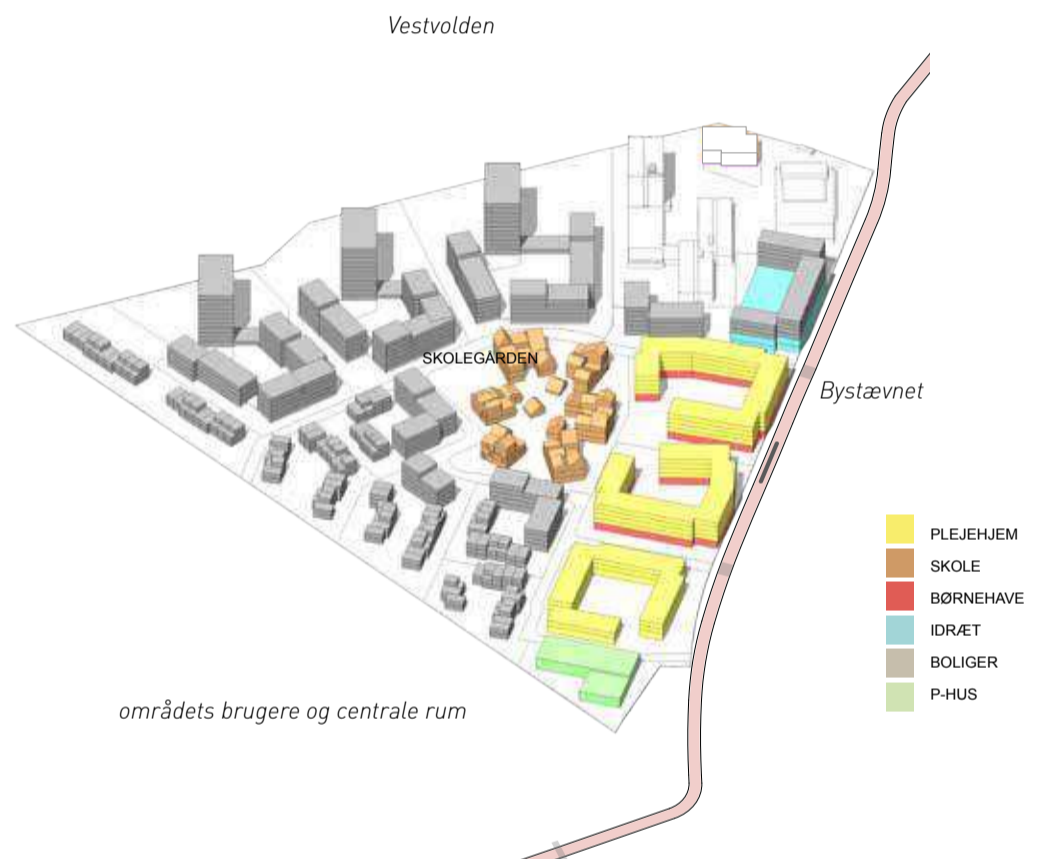 Vestvolden
SKOLEGÅRDEN
Bystævnet
PLEJEHJEM
SKOLE
BØRNEHAVE
IDRÆT
BOLIGER
P-HUS
områdets brugere og centrale rum